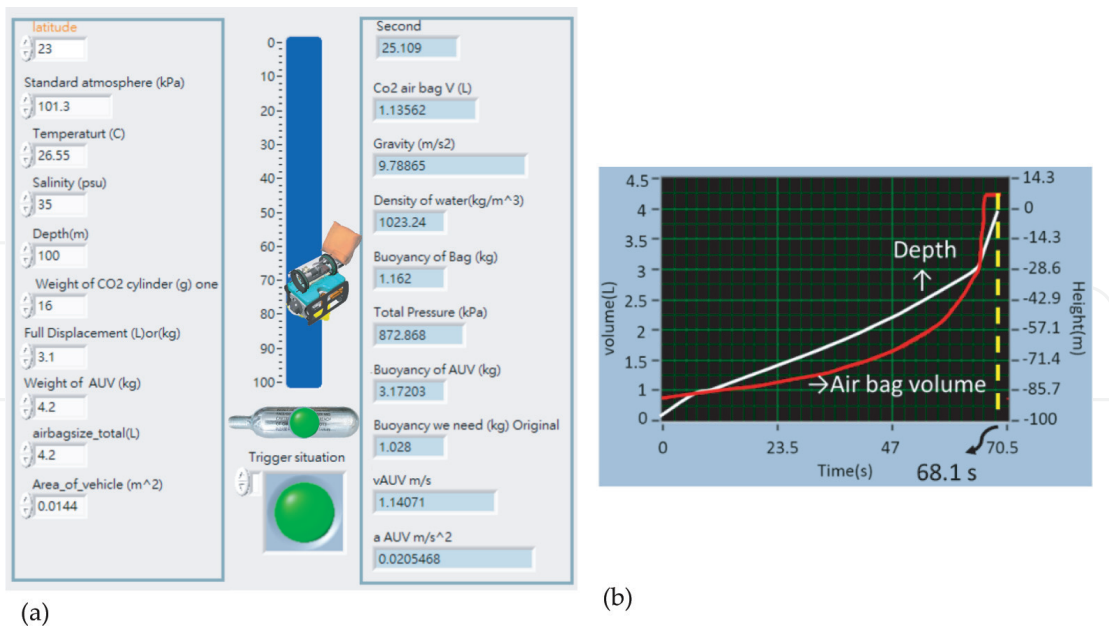 latitude
23
Standard atmosphere (kPa)
101.3
Temperaturt (C)
26.55
Salinity (psu)
35
Depth(m)
100
Weight of CO2 cylinder (g) one
16
Full Displacement (L)or(kg)
3.1
Weight of AUV (kg)
4.2
airbagsize_total(L)
4.2
Area_of_vehicle (m^2)
0.0144
0
10
20
30
40
50
60
70
80
90
100
Trigger situation
Second
25.109
Co2 air bag V (L)
1.13562
Gravity (m/s2)
9.78865
Density of water(kg/m^3)
1023.24
Buoyancy of Bag (kg)
1.162
Total Pressure (kPa)
872.868
Buoyancy of AUV (kg)
3.17203
Buoyancy we need (kg) Original
1.028
vAUV m/s
1.14071
a AUV m/s^2
0.0205468
(a)
volume(L)
4.5
4
3.5
3
2.5
2
1.5
1
0
Depth
↑
→Air bag volume
14.3
0
-14.3
-28.6
-42.9
-57.1
-71.4
-85.7
-100
Height(m)
0
23.5
47
70.5
Time(s)
68.1 s
(b)